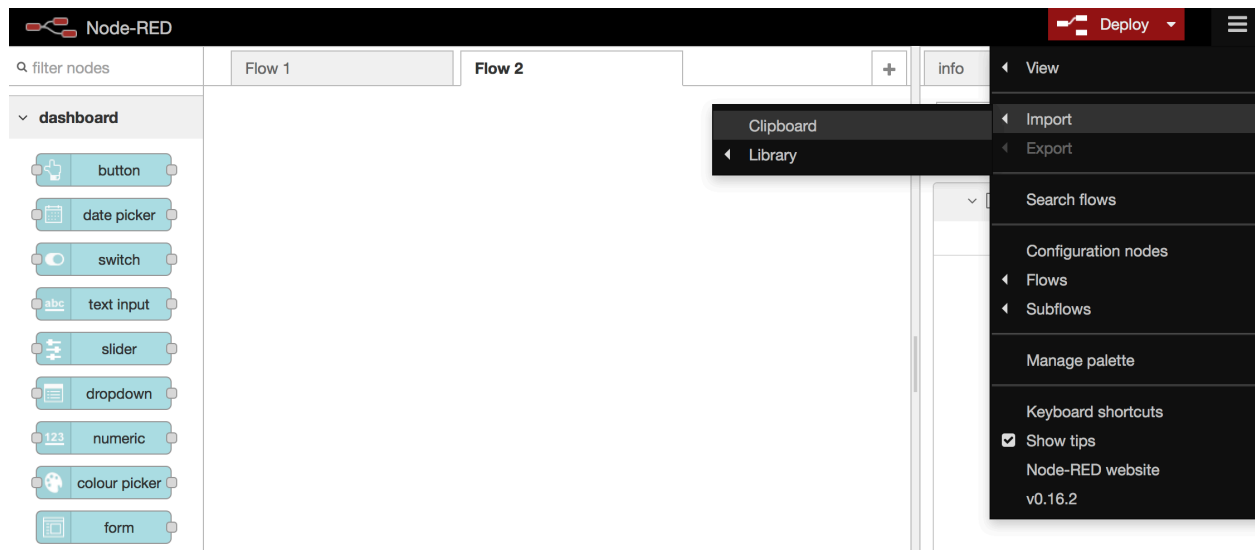 Node-RED
Deploy
filter nodes
Flow 1
Flow 2
+
info
View
dashboard
Clipboard
Import
Library
Export
button
date picker
Search flows
switch
Configuration nodes
Flows
abc
text input
Subflows
slider
Manage palette
dropdown
Keyboard shortcuts
123
numeric
Show tips
Node-RED website
colour picker
v0.16.2
form